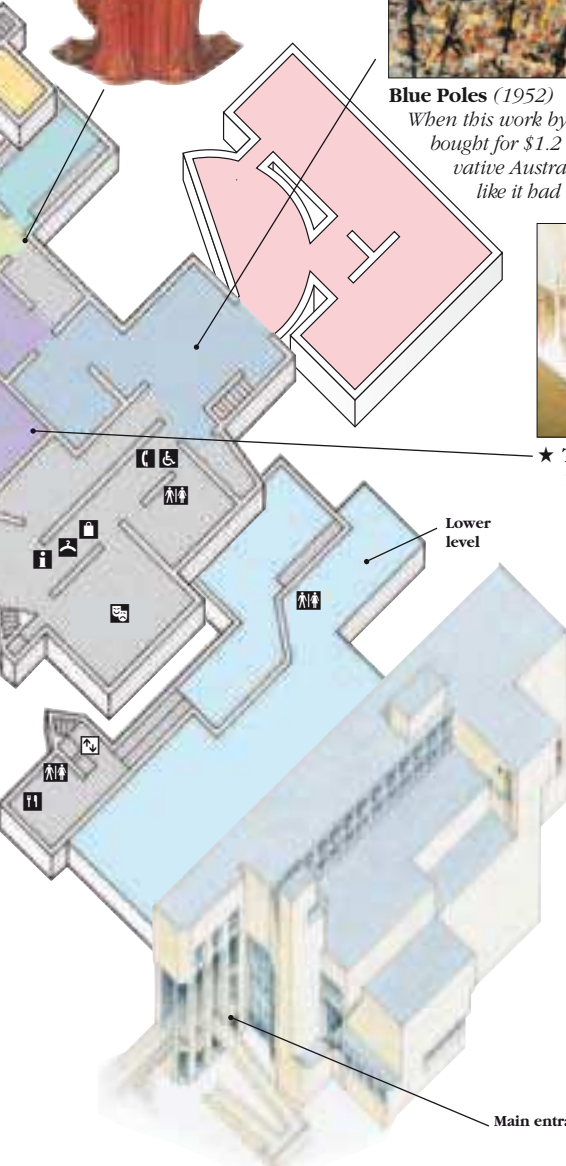 Blue Poles (1952)
When this work by
bought for $1.2
vative Austra
like it had
★
Lower
level
Main entra